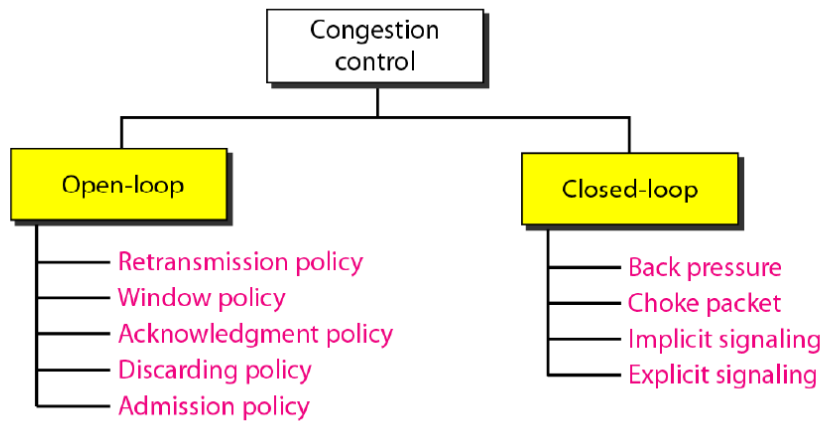 Congestion
control
Open-loop
Retransmission policy
Window policy
Acknowledgment policy
Discarding policy
Admission policy
Closed-loop
Back pressure
Choke packet
Implicit signaling
Explicit signaling